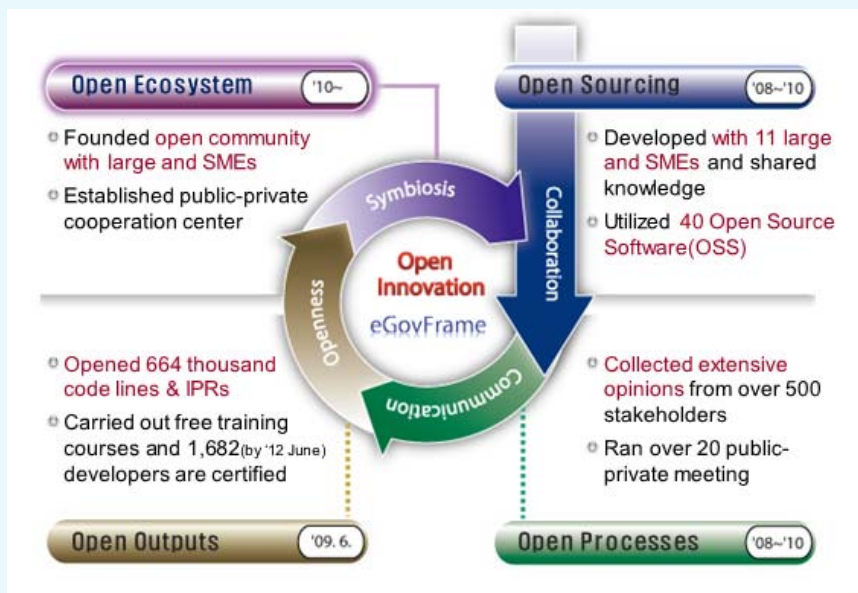 Open Ecosystem '10~
Founded open community
with large and SMEs
Established public-private
cooperation center
Open Sourcing '08~'10
Developed with 11 large
and SMEs and shared
knowledge
Utilized 40 Open Source
Software(OSS)
Symbiosis
Collaboration
Communication
Openness
Open
Innovation
eGovFrame
Opened 664 thousand
code lines & IPRs
Carried out free training
courses and 1,682(by '12 June)
developers are certified
Open Outputs '09. 6.
Collected extensive
opinions from over 500
stakeholders
Ran over 20 public-
private meeting
Open Processes '08~'10